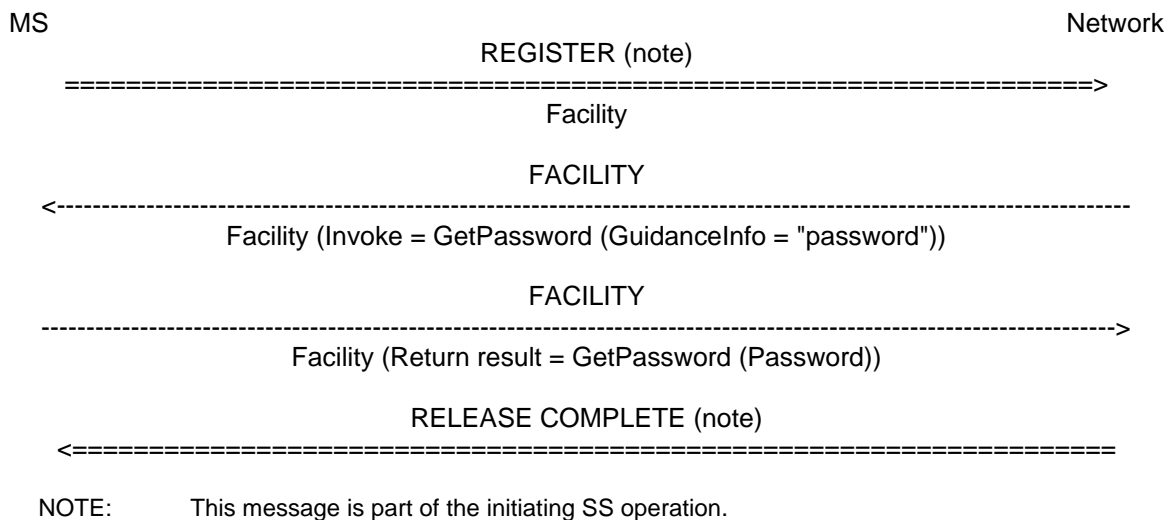 MS Network
REGISTER (note)
===================================================================>
Facility
FACILITY
<------------------------------------------------------------------------------------------------------------------------
Facility (Invoke = GetPassword (GuidanceInfo = "password"))
FACILITY
------------------------------------------------------------------------------------------------------------------------>
Facility (Return result = GetPassword (Password))
RELEASE COMPLETE (note)
<====================================================================
NOTE: This message is part of the initiating SS operation.